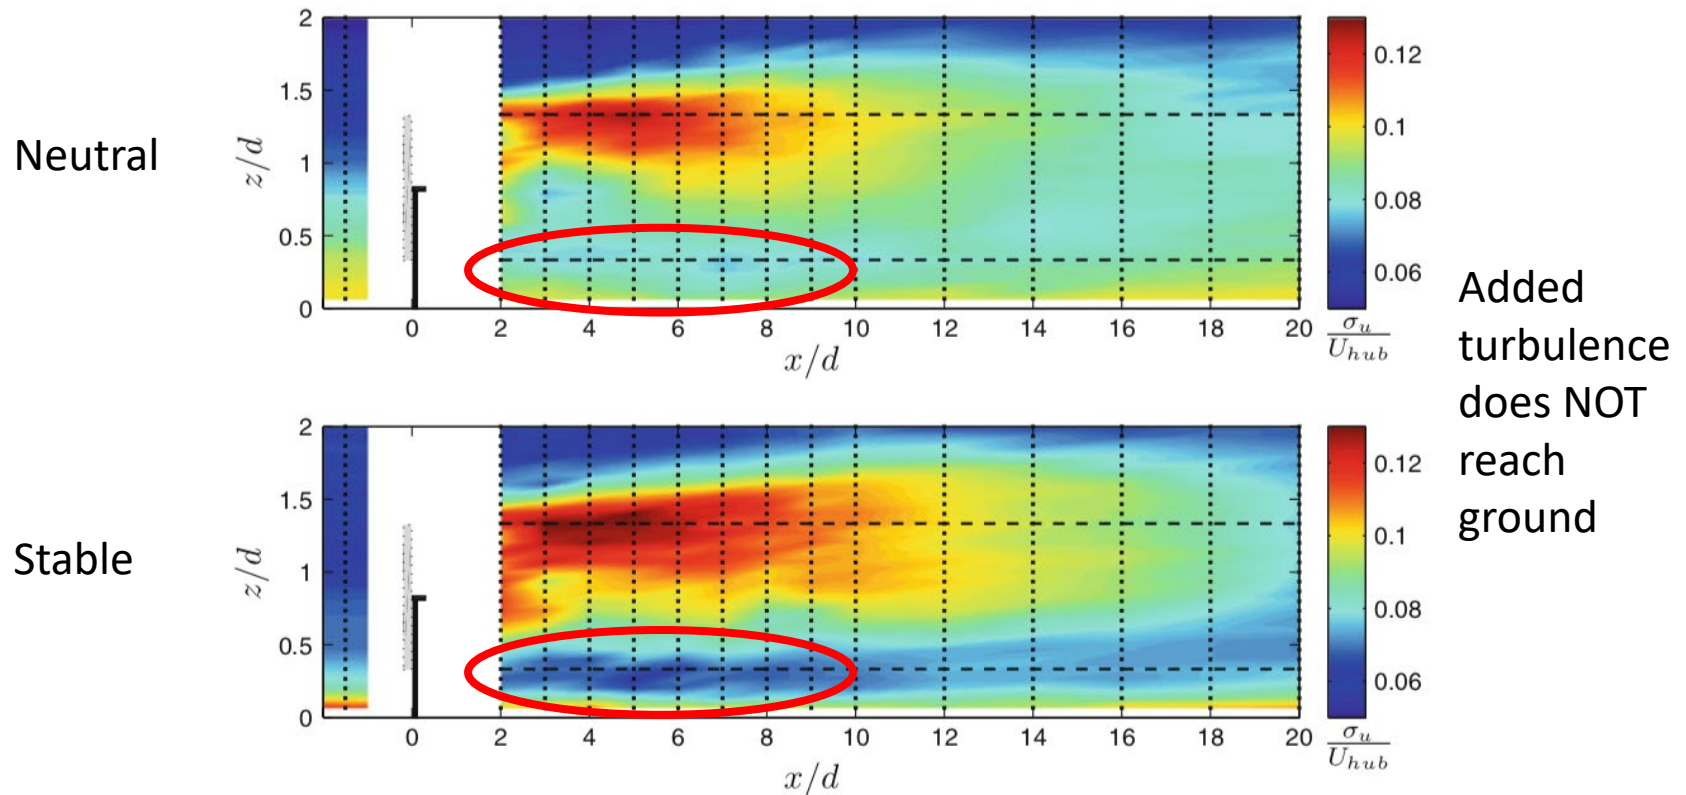 Neutral
2
1.5
1
0.5
0
z/d
0
2
4
6
8
10
12
14
16
18
20
x/d
0.12
0.1
0.08
0.06
σu
Uhub
Stable
2
1.5
1
0.5
0
z/d
0
2
4
6
8
10
12
14
16
18
20
x/d
0.12
0.1
0.08
0.06
σu
Uhub
Added
turbulence
does NOT
reach
ground